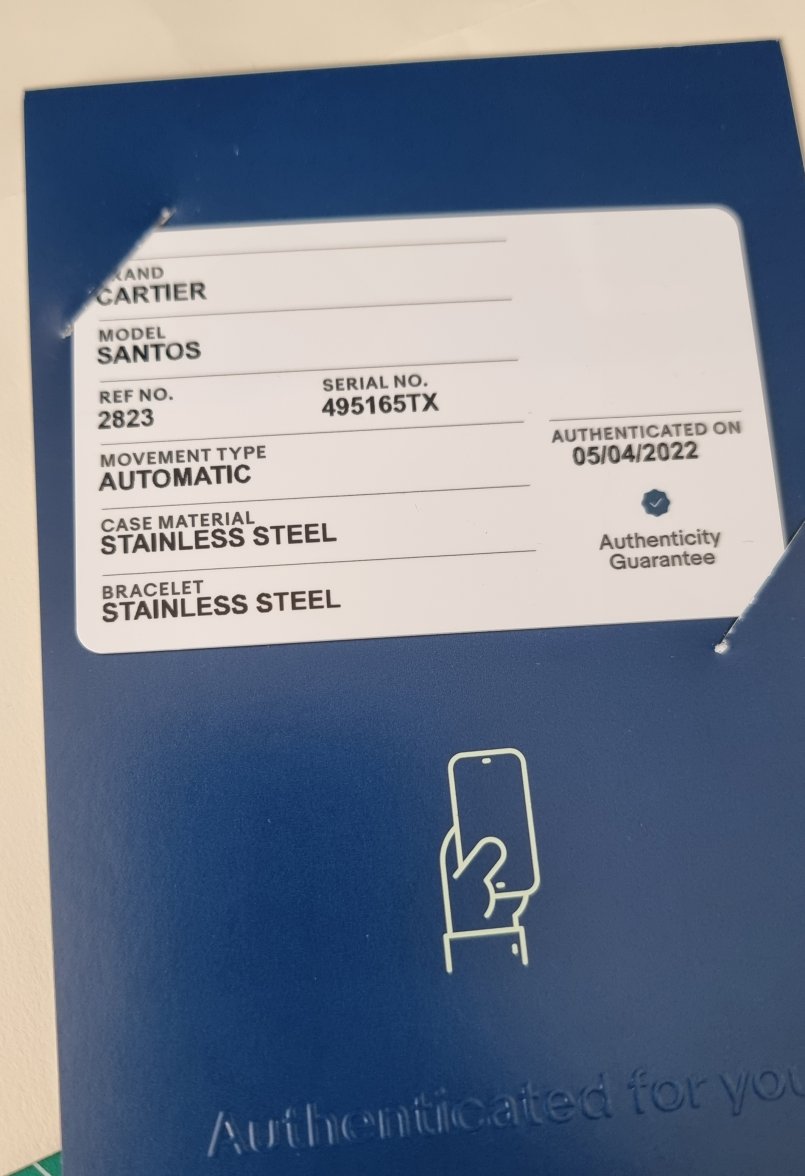 CARTIER
MODEL
SANTOS
REF NO. SERIAL NO.
2823 495165TX
MOVEMENT TYPE
AUTOMATIC
CASE MATERIAL
STAINLESS STEEL
BRACELET
STAINLESS STEEL
AUTHENTICATED ON
05/04/2022
Authenticity
Guarantee
Authenticated for you